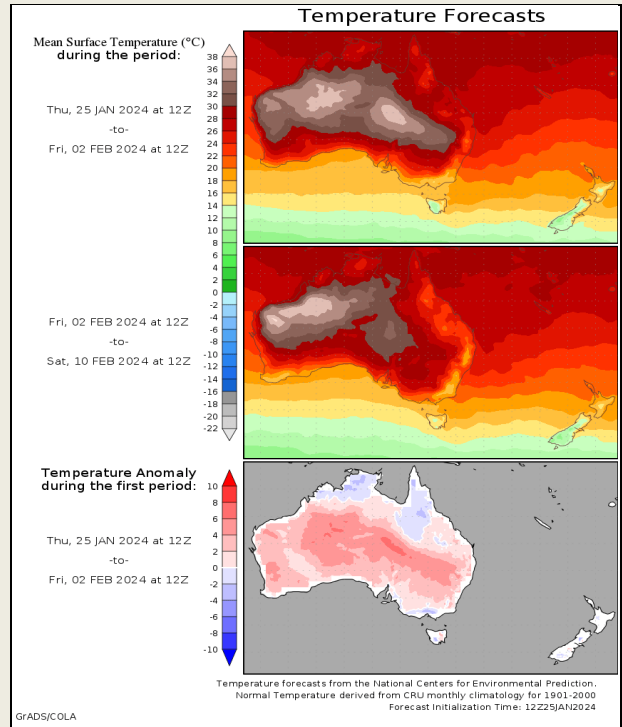 Temperature Forecasts
Mean Surface Temperature (°C)
during the period:
Thu, 25 JAN 2024 at 12Z
-to-
Fri, 02 FEB 2024 at 12Z
38
36
34
32
30
28
26
24
22
20
18
16
14
12
10
8
6
4
2
0
-2
-4
-6
-8
-10
-12
-14
-16
-18
-20
-22
Fri, 02 FEB 2024 at 12Z
-to-
Sat, 10 FEB 2024 at 12Z
Temperature Anomaly
during the first period:
Thu, 25 JAN 2024 at 12Z
-to-
Fri, 02 FEB 2024 at 12Z
10
8
6
4
2
0
-2
-4
-6
-8
-10
Temperature forecasts from the National Centers for Environmental Prediction.
Normal Temperature derived from CRU monthly climatology for 1901-2000
Forecast Initialization Time: 12Z25JAN2024
GrADS/COLA